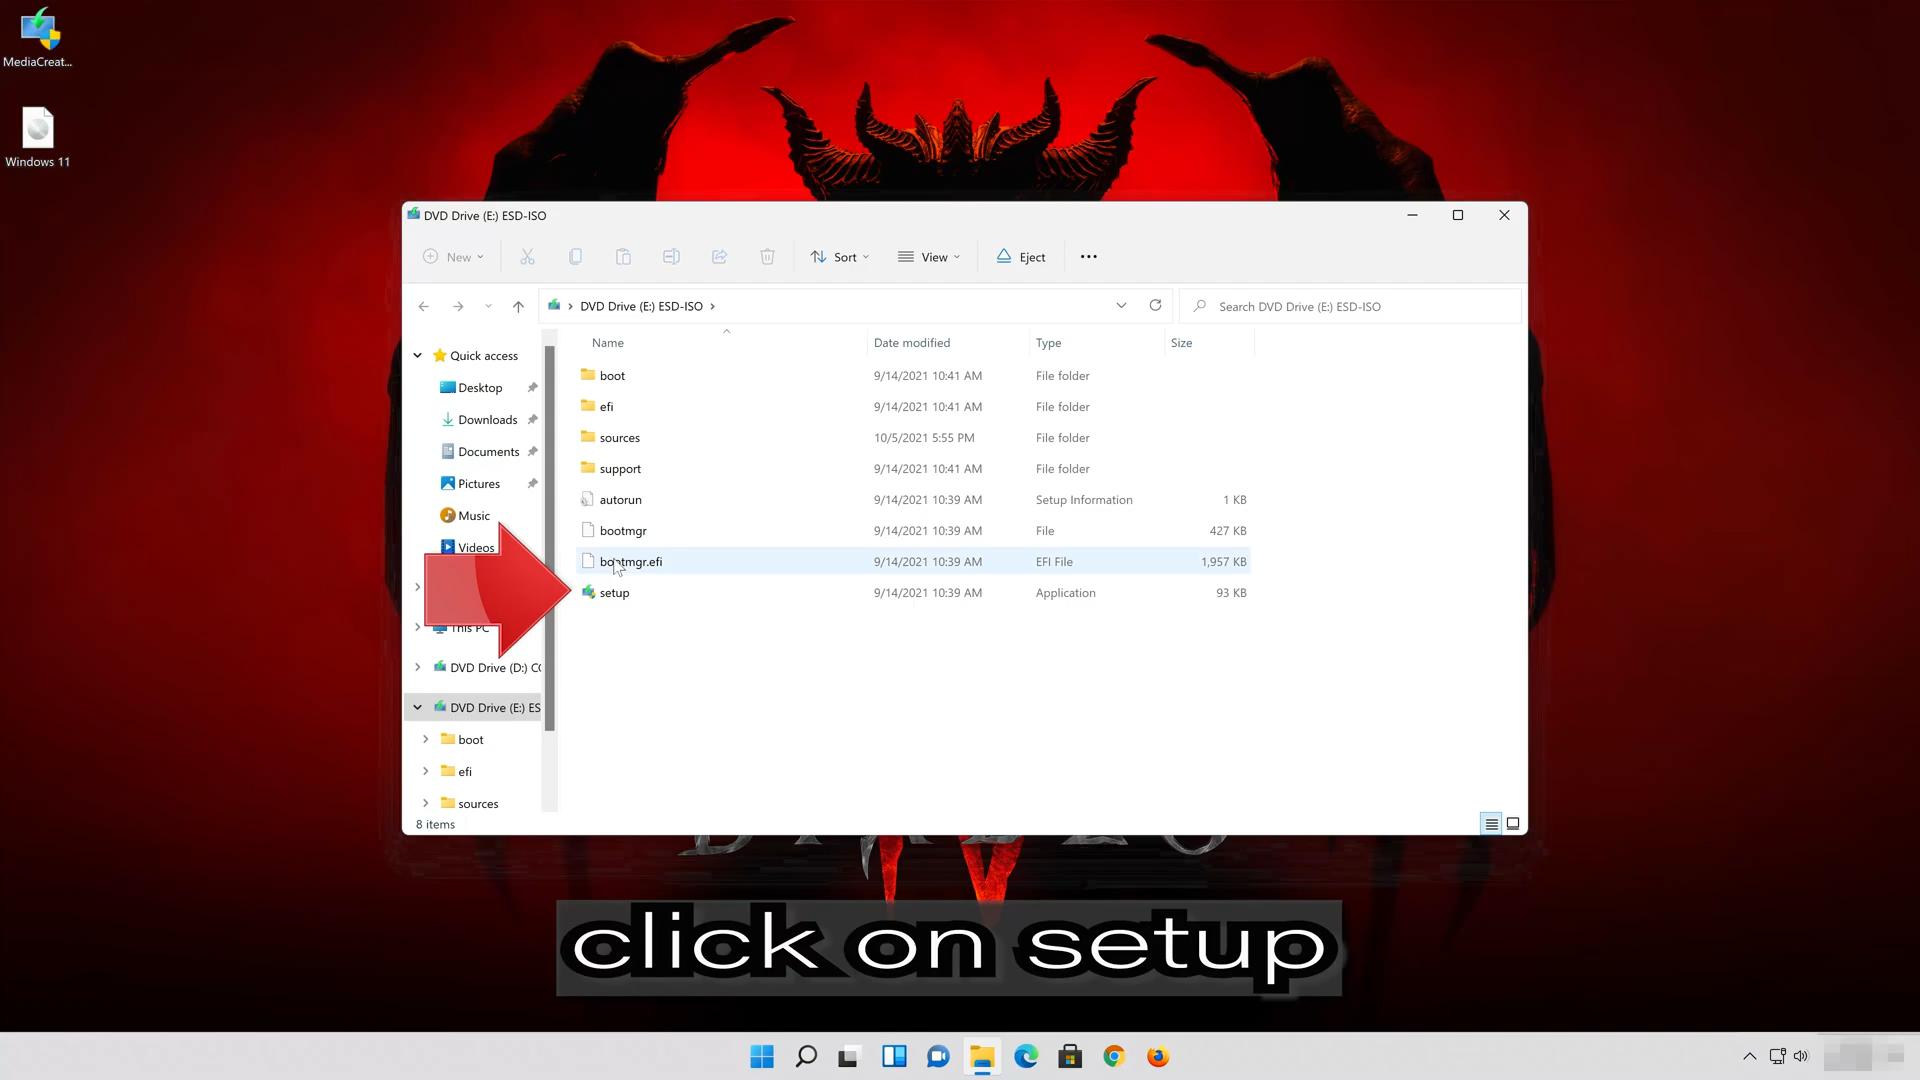 MediaCreat...
Windows 11
DVD Drive (E:) ESD-ISO
New
Sort
View
Eject
DVD Drive (E:) ESD-ISO
Search DVD Drive (E:) ESD-ISO
Name Date modified Type Size
boot 9/14/2021 10:41 AM File folder
efi 9/14/2021 10:41 AM File folder
sources 10/5/2021 5:55 PM File folder
support 9/14/2021 10:41 AM File folder
autorun 9/14/2021 10:39 AM Setup Information 1 KB
bootmgr 9/14/2021 10:39 AM File 427 KB
bootmgr.efi 9/14/2021 10:39 AM EFI File 1,957 KB
setup 9/14/2021 10:39 AM Application 93 KB
Quick access
Desktop
Downloads
Documents
Pictures
Music
Videos
This PC
DVD Drive (D:) CC
DVD Drive (E:) ES
boot
efi
sources
8 items
click on setup